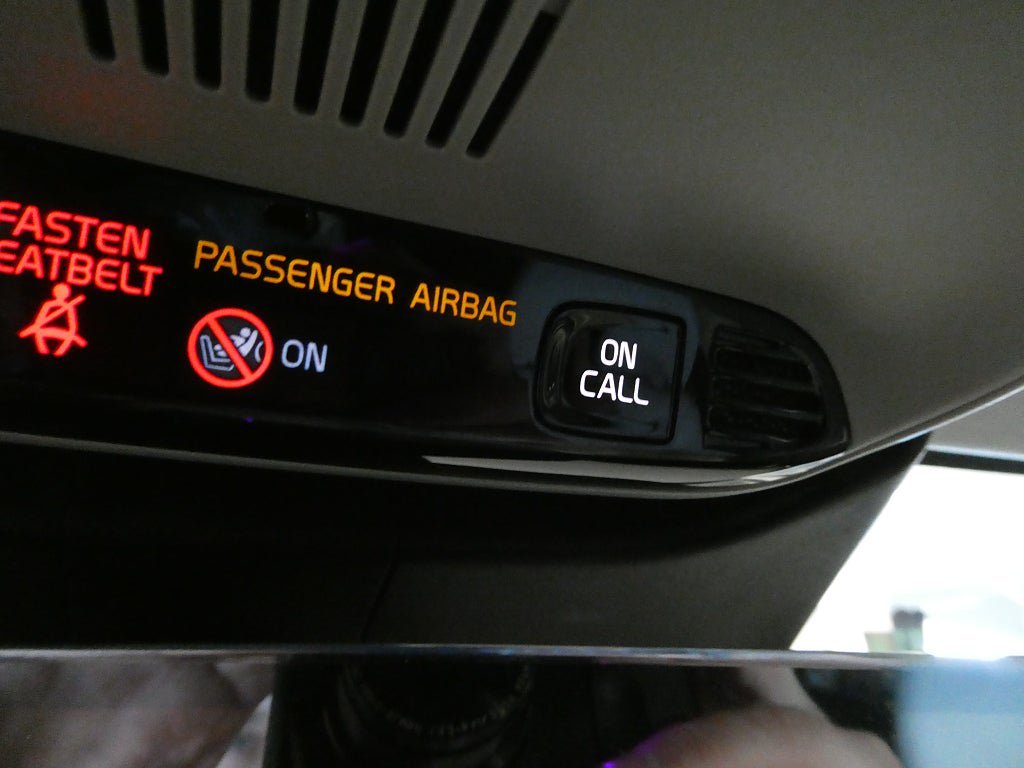 FASTEN
EATBELT
PASSENGER AIRBAG
ON
ON
CALL